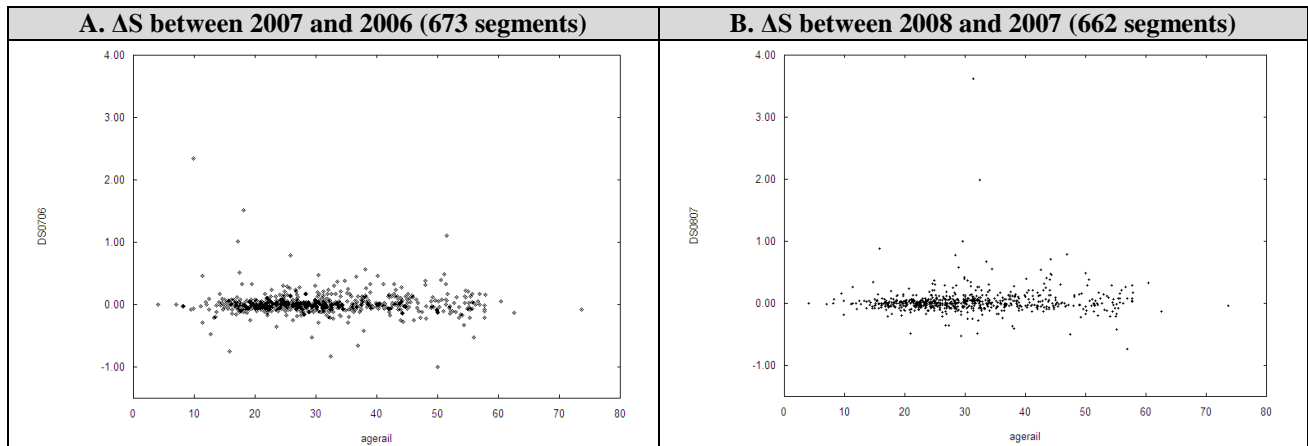 A. ΔS between 2007 and 2006 (673 segments)
B. ΔS between 2008 and 2007 (662 segments)
4.00
3.00
2.00
1.00
0.00
-1.00
DS0706
0 10 20 30 40 50 60 70 80
agerail
4.00
3.00
2.00
1.00
0.00
-1.00
DS0807
0 10 20 30 40 50 60 70 80
agerail